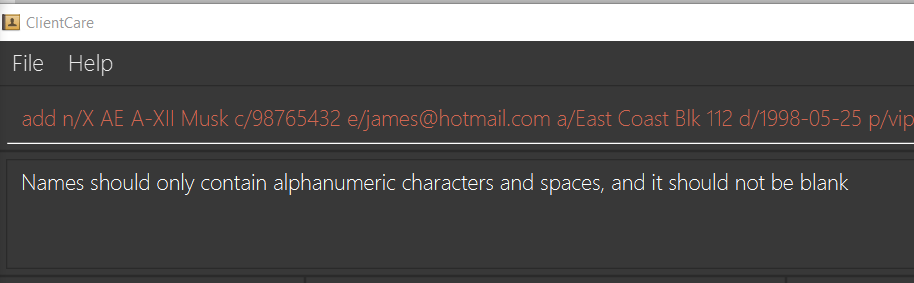 ClientCare
File Help
add n/X AE A-XII Musk c/98765432 e/james@hotmail.com a/East Coast Blk 112 d/1998-05-25 p/vip
Names should only contain alphanumeric characters and spaces, and it should not be blank